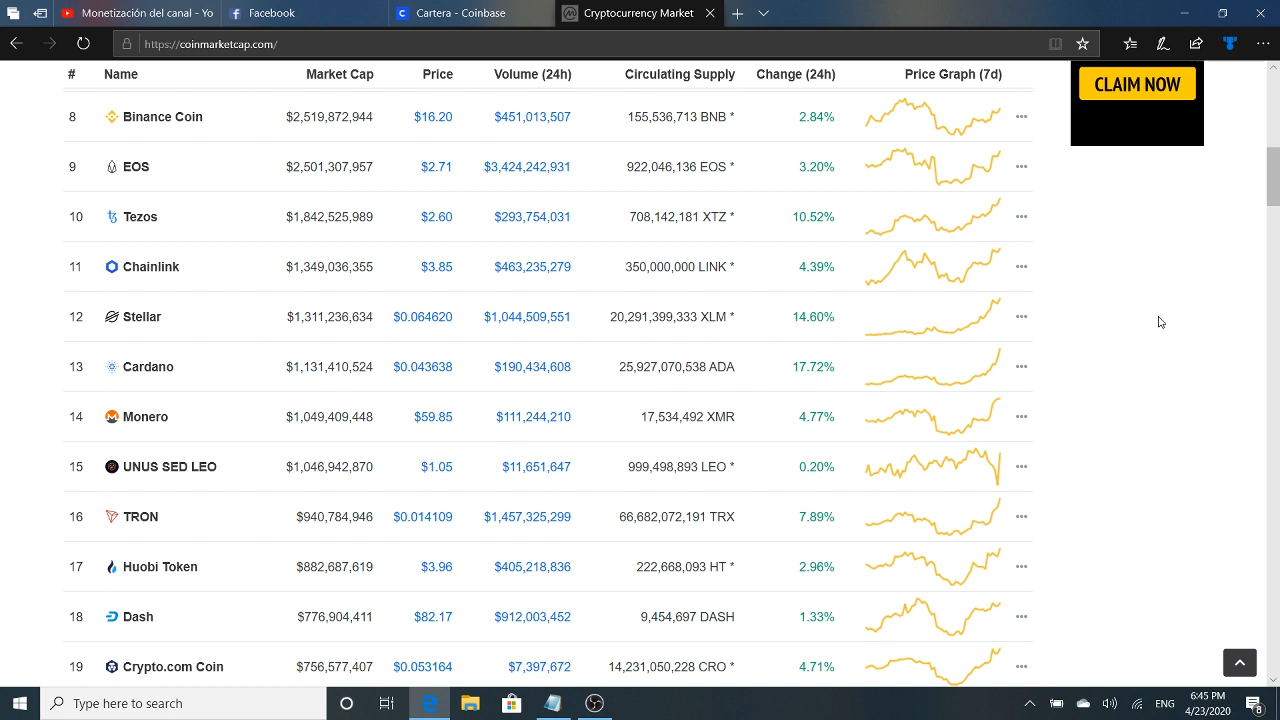 Monetización - Yo
Facebook
Cartera - Coinbase
Cryptocurrency Market
https://coinmarketcap.com/
# Name Market Cap Price Volume (24h) Circulating Supply Change (24h) Price Graph (7d)
CLAIM NOW
8 Binance Coin $2,519,872,944 $16.20 $451,013,507 155,536,713 BNB * 2.84%
9 EOS $2,501,307,957 $2.71 $3,424,242,931 922,046,136 EOS * 3.20%
10 Tezos $1,842,525,989 $2.60 $293,754,031 708,142,181 XTZ * 10.52%
11 Chainlink $1,349,036,355 $3.85 $463,235,279 350,000,000 LINK * 4.39%
12 Stellar $1,311,236,634 $0.064620 $1,044,509,551 20,291,399,333 XLM * 14.60%
13 Cardano $1,131,410,524 $0.043638 $190,434,608 25,927,070,538 ADA 17.72%
14 Monero $1,049,409,448 $59.85 $111,244,210 17,534,492 XMR 4.77%
15 UNUS SED LEO $1,046,942,870 $1.05 $11,651,647 999,498,893 LEO * 0.20%
16 TRON $940,784,946 $0.014109 $1,457,325,299 66,682,072,191 TRX 7.89%
17 Huobi Token $882,687,619 $3.96 $405,218,836 222,668,093 HT * 2.96%
18 Dash $776,904,411 $82.17 $912,003,452 9,454,697 DASH 1.33%
19 Crypto.com Coin $756,577,407 $0.053164 $7,397,672 14,231,050,228 CRO * 4.71%
Type here to search
ENG
6:45 PM
4/23/2020
8